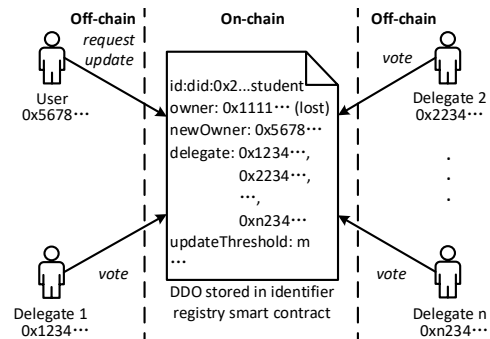 Off-chain
On-chain
Off-chain
request
update
vote
User
0x5678···
id:did:0x2...student
owner: 0x1111··· (lost)
newOwner: 0x5678···
delegate: 0x1234···,
0x2234···,
···,
0xn234···
updateThreshold: m
···
Delegate 2
0x2234···
.
.
.
vote
vote
Delegate 1
0x1234···
DDO stored in identifier
registry smart contract
Delegate n
0xn234···